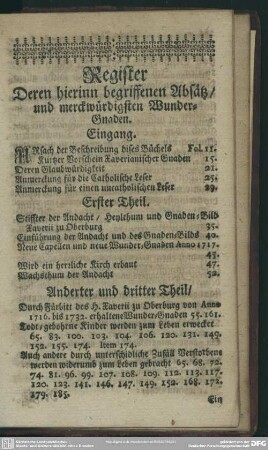 Register
Deren hierinn begriffenen Absätz/
und merckwürdigsten Wunder-
Gnaden.
Eingang.
Ursach der Beschreibung dises Büchels Fol. 11.
Kurtzer Vorschein Xaverianischer Gnaden 15.
Deren Glaubwürdigkeit 21.
Anmerckung für die Catholische Leser 25.
Anmerckung für einen uncatholischen Leser 29.
Erster Theil.
Stiffter der Andacht/ Heylthum und Gnaden-Bild
Xaverii zu Oberburg 35.
Einführung der Andacht und des Gnaden-Bilds 40.
Neue Capellen und neue Wunder-Gnaden Anno 1717.
43.
Wird ein herrliche Kirch erbaut 47.
Wachsthum der Andacht 52.
Anderter und dritter Theil/
Durch Fürbitt des H. Xaverii zu Oberburg von Anno
1716. biß 1732. erhaltene Wunder-Gnaden 55. 161.
Todt-gebohrne Kinder werden zum Leben erwecket
65. 83. 100. 103. 104. 106. 120. 131. 149.
152. 155. 174. Item 174.
Auch andere durch unterschidliche Zufäll Verstorbene
werden widerumb zum Leben gebracht 65. 68. 72.
74. 81. 96. 99. 107. 108. 109. 112. 113. 117.
120. 123. 141. 146. 147. 149. 152. 168. 172.
179. 185.
Ein